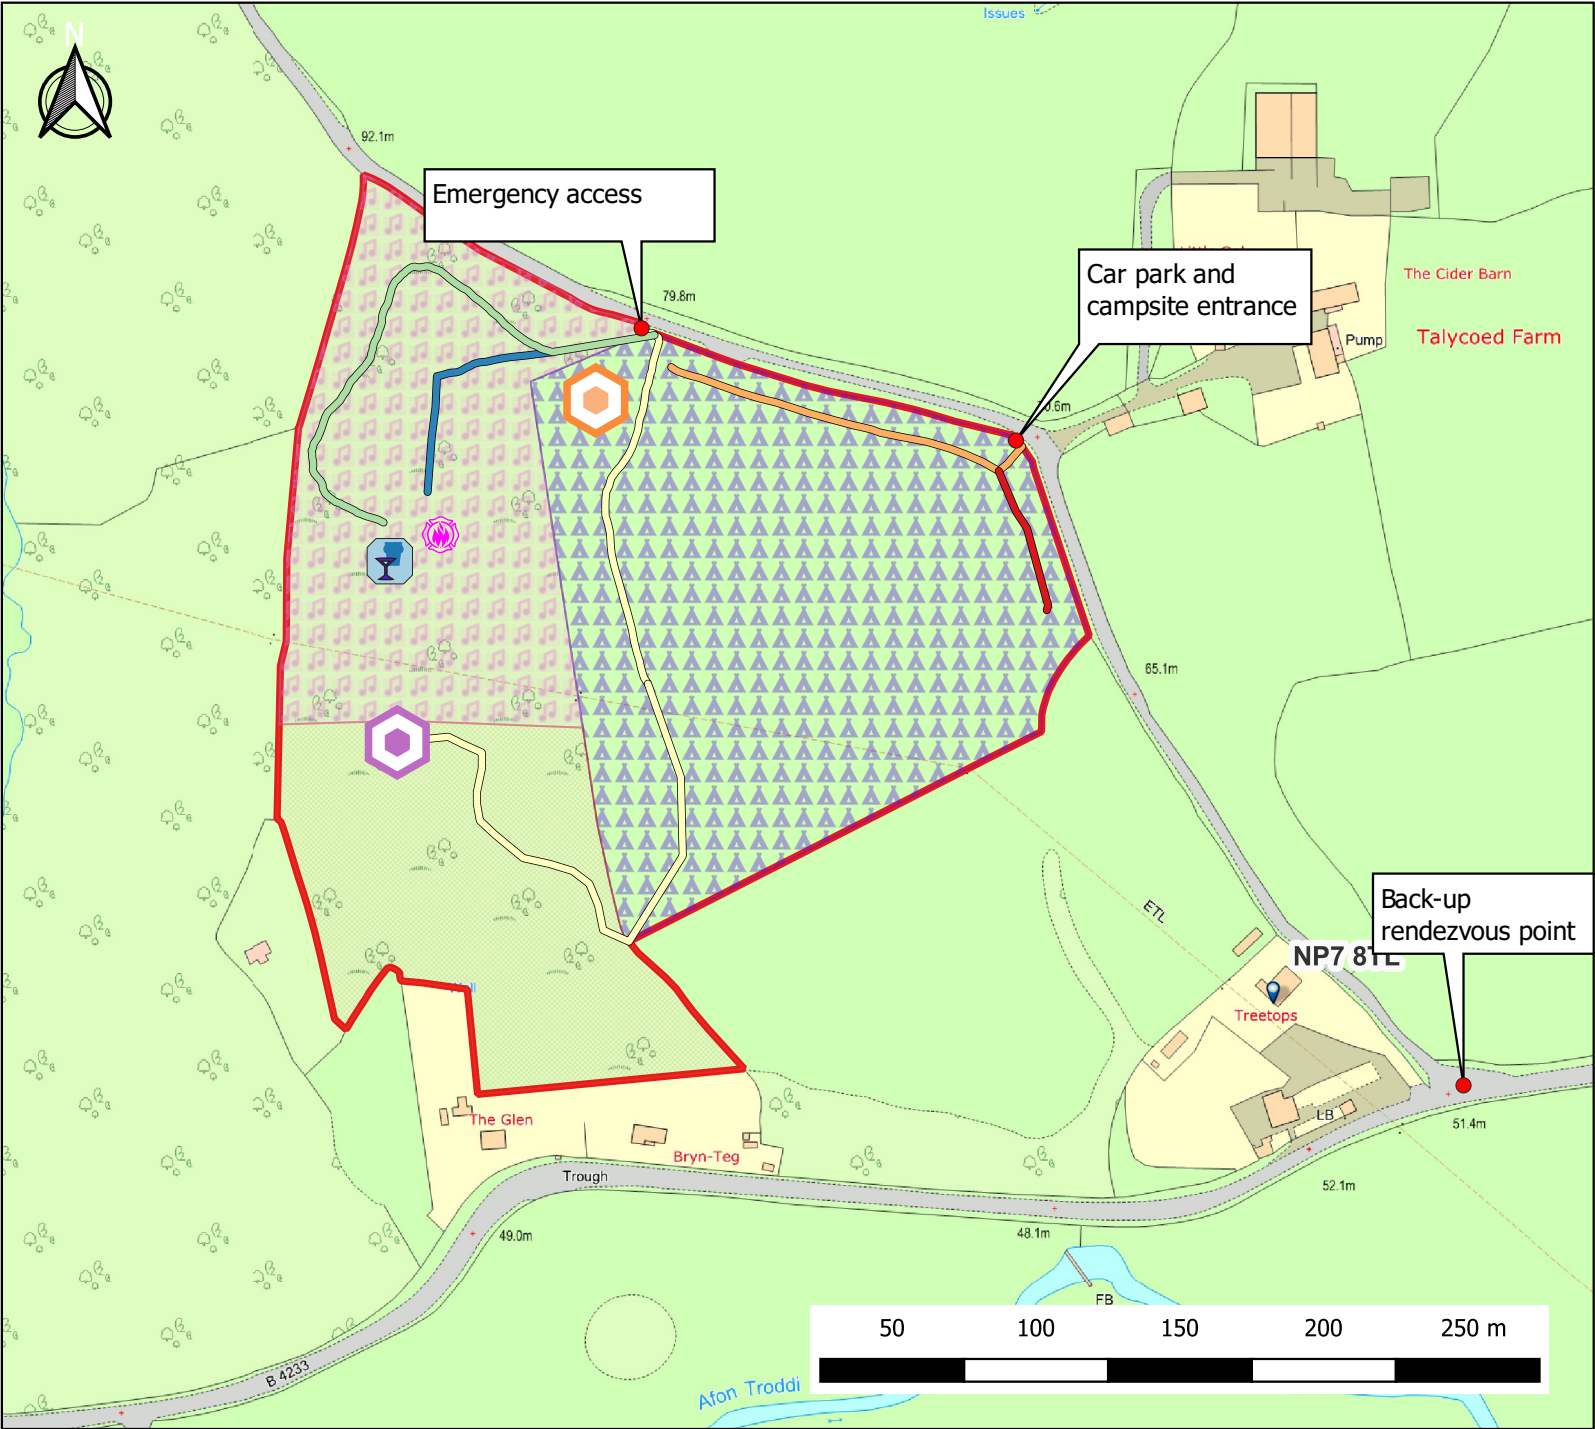 Issues
N
92.1m
Emergency access
79.8m
Car park and
campsite entrance
The Cider Barn
Pump
Talycoed Farm
65.1m
ETL
Back-up
rendezvous point
NP7 8TL
Treetops
Well
LB
51.4m
The Glen
Bryn-Teg
Trough
52.1m
49.0m
48.1m
FB
50 100 150 200 250 m
B 4233
Afon Troddi